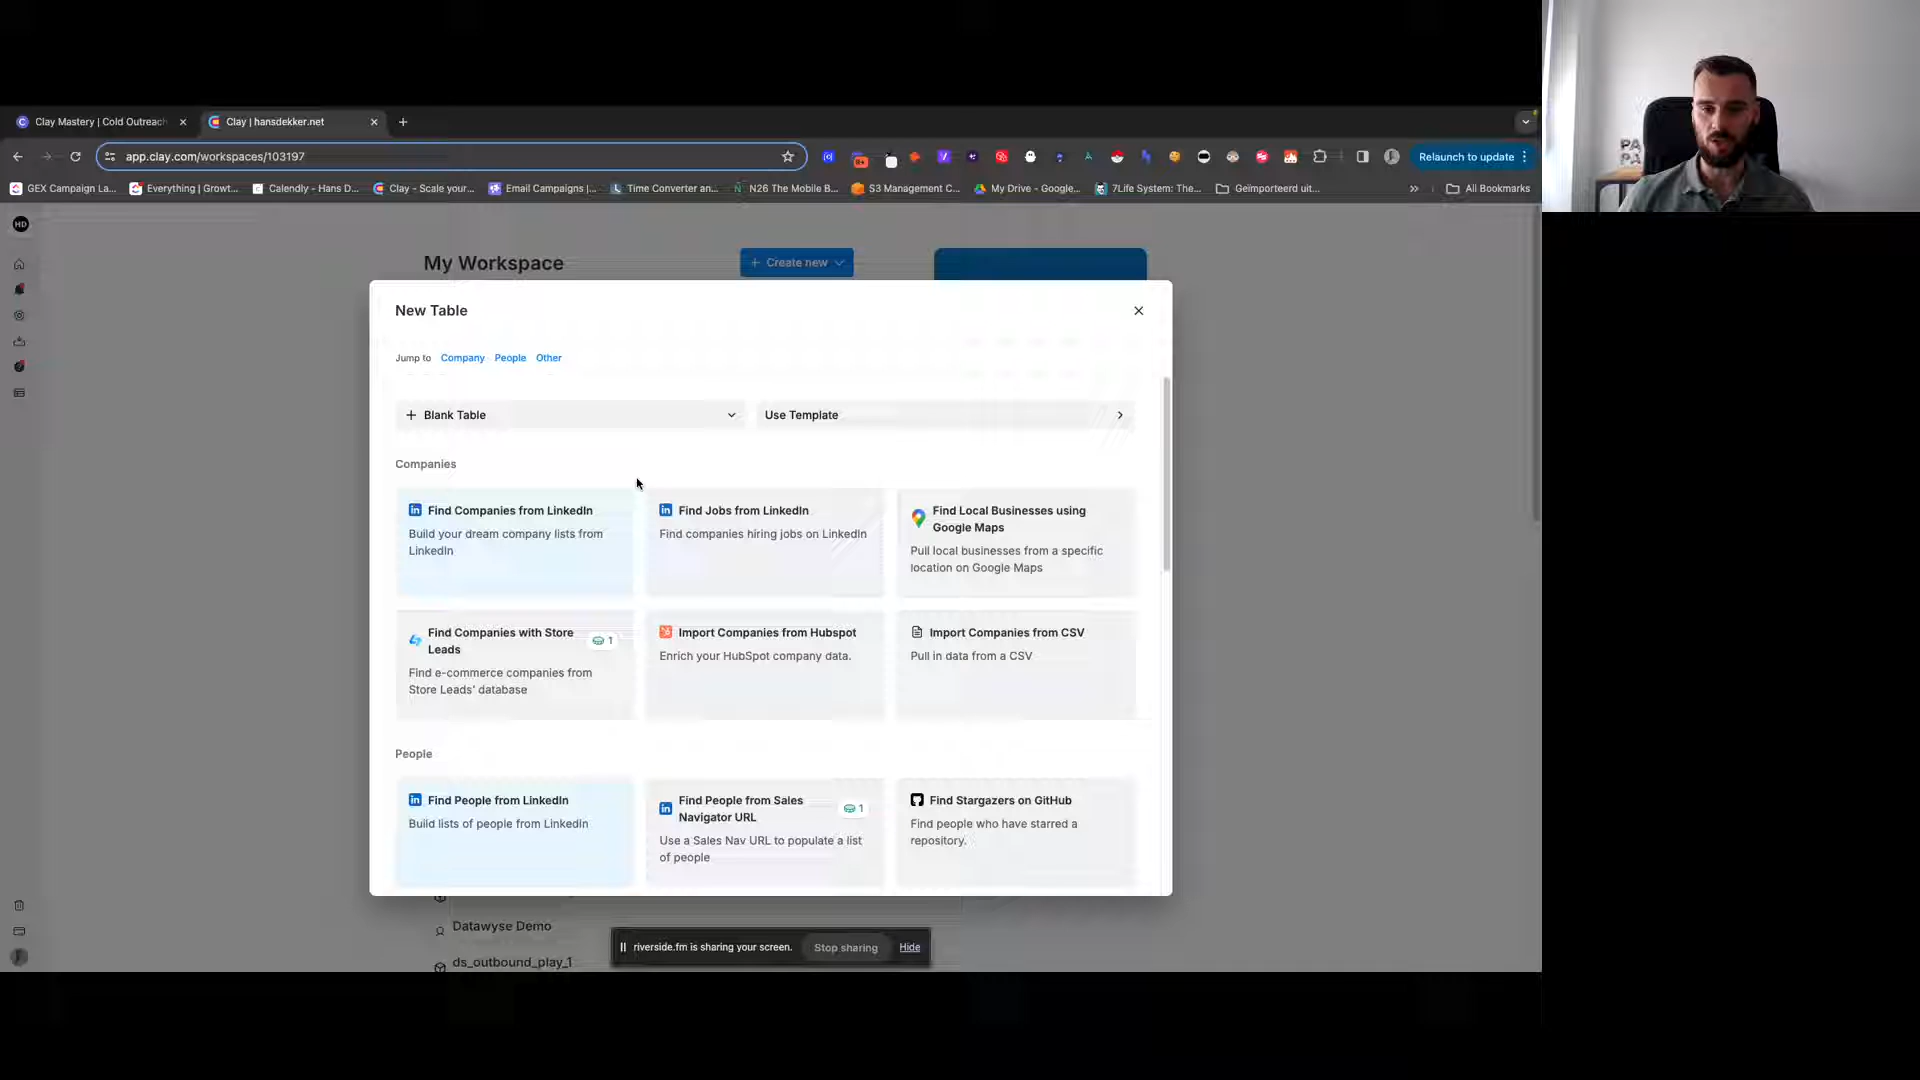 Clay Mastery | Cold Outreach
Clay | hansdekker.net
app.clay.com/workspaces/103197
Relaunch to update
GEX Campaign La...
Everything | Growt...
Calendly - Hans D...
Clay - Scale your...
Email Campaigns |...
Time Converter an...
N26 The Mobile B...
S3 Management C...
My Drive - Google...
7Life System: The...
Geïmporteerd uit...
All Bookmarks
HD
My Workspace
Create new
New Table
Jump to Company People Other
Blank Table
Use Template
Companies
Find Companies from LinkedIn
Build your dream company lists from
LinkedIn
Find Jobs from LinkedIn
Find companies hiring jobs on LinkedIn
Find Local Businesses using
Google Maps
Pull local businesses from a specific
location on Google Maps
Find Companies with Store
Leads
1
Find e-commerce companies from
Store Leads' database
Import Companies from Hubspot
Enrich your HubSpot company data.
Import Companies from CSV
Pull in data from a CSV
People
Find People from LinkedIn
Build lists of people from LinkedIn
Find People from Sales
Navigator URL
1
Use a Sales Nav URL to populate a list
of people
Find Stargazers on GitHub
Find people who have starred a
repository.
Datawyse Demo
ds_outbound_play_1
riverside.fm is sharing your screen.
Stop sharing
Hide